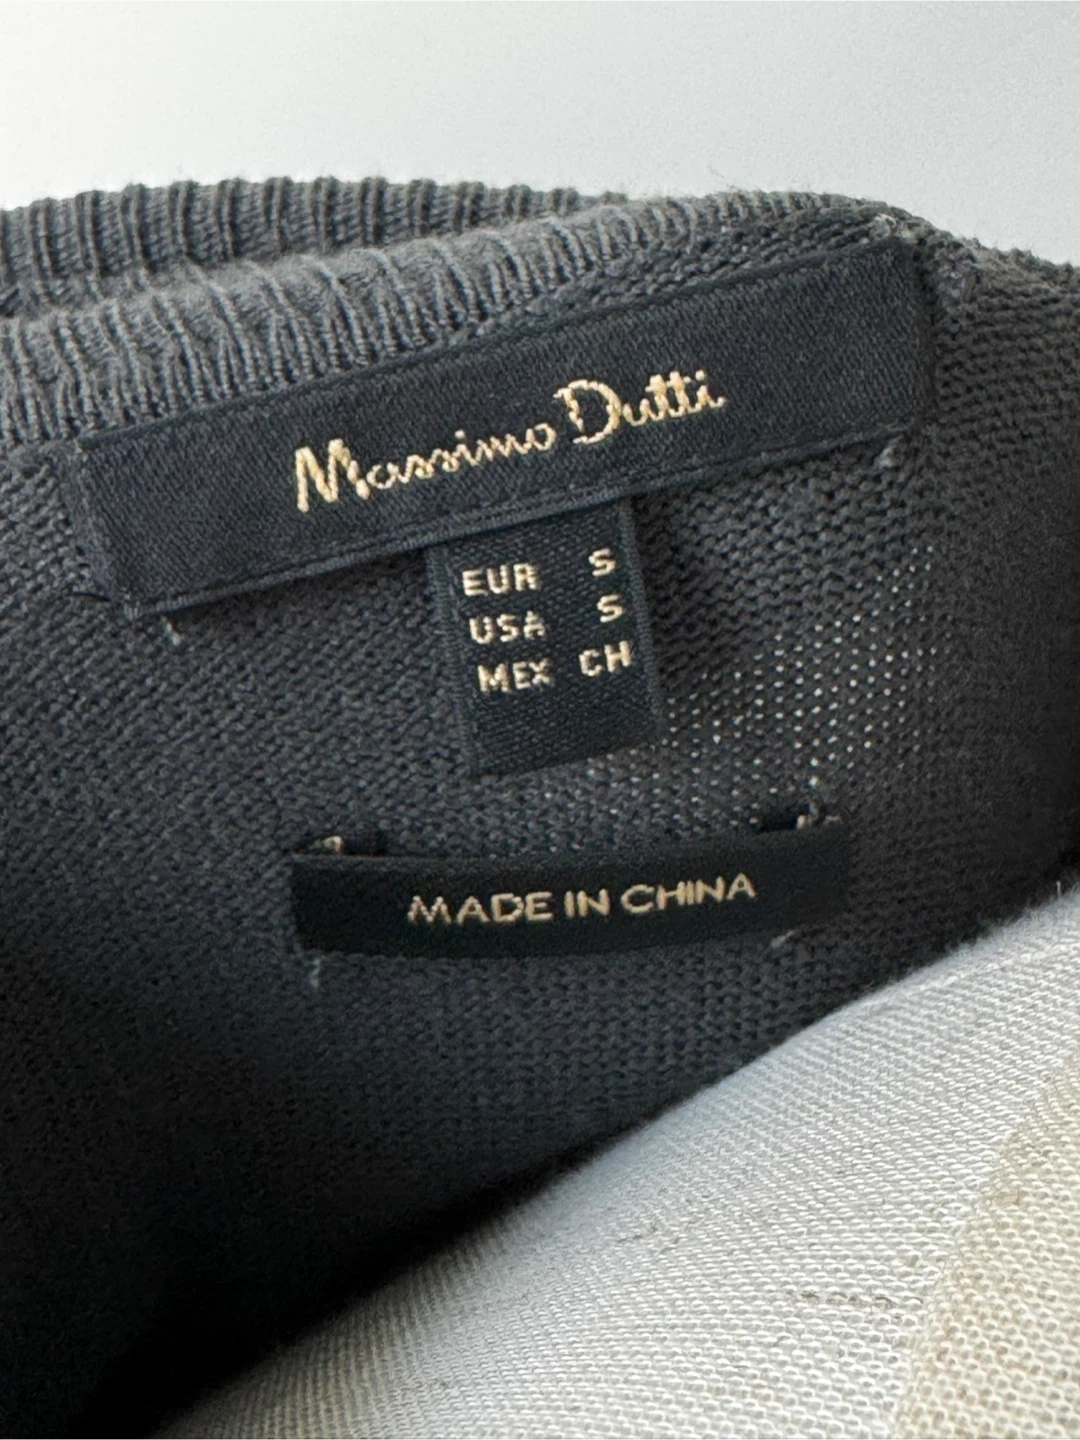 Massimo Dutti
EUR S
USA S
MEX CH
MADE IN CHINA